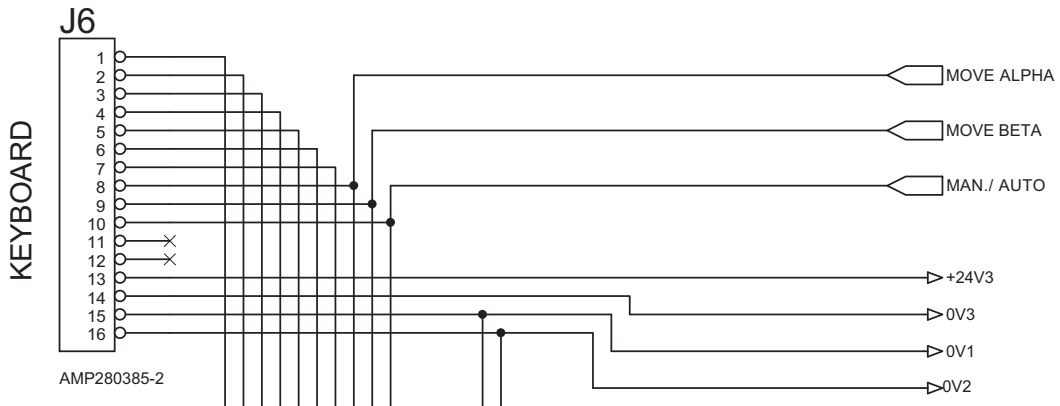 J6
KEYBOARD
1
2
3
4
5
6
7
8
9
10
11
12
13
14
15
16
AMP280385-2
MOVE ALPHA
MOVE BETA
MAN./ AUTO
+24V3
0V3
0V1
0V2